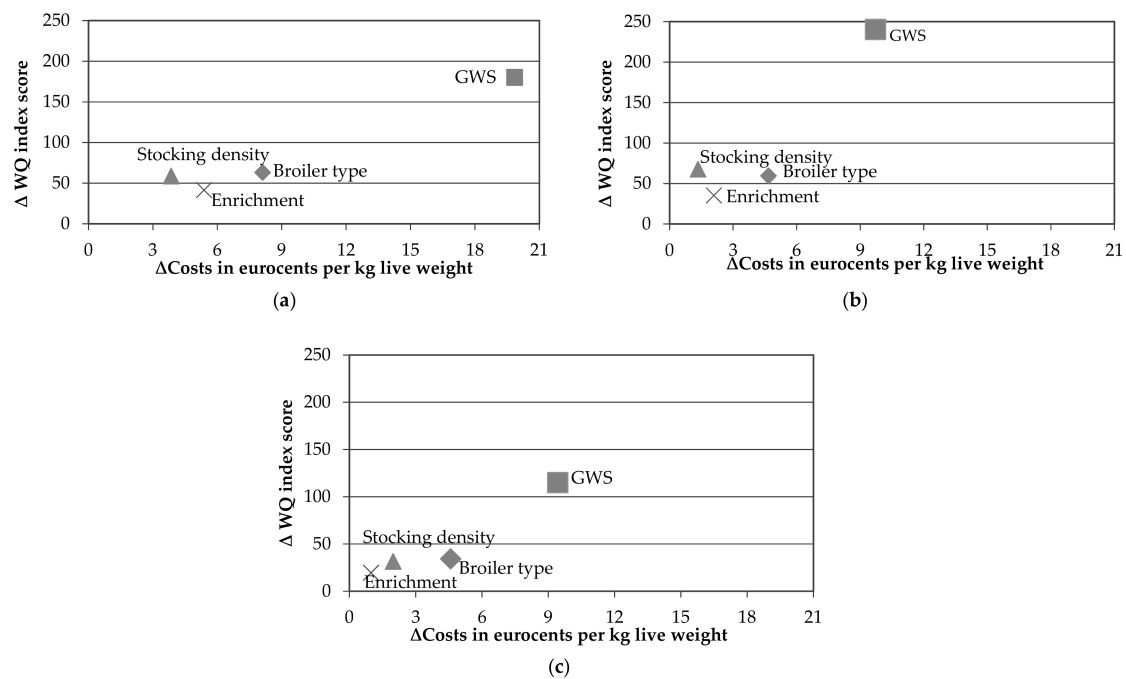 250
200
150
100
50
0
Δ WQ index score
GWS
Stocking density
Broiler type
Enrichment
0 3 6 9 12 15 18 21
ΔCosts in eurocents per kg live weight
(a)
250
200
150
100
50
0
Δ WQ index score
GWS
Stocking density
Broiler type
Enrichment
0 3 6 9 12 15 18 21
ΔCosts in eurocents per kg live weight
(b)
250
200
150
100
50
0
Δ WQ index score
GWS
Stocking density
Broiler type
Enrichment
0 3 6 9 12 15 18 21
ΔCosts in eurocents per kg live weight
(c)